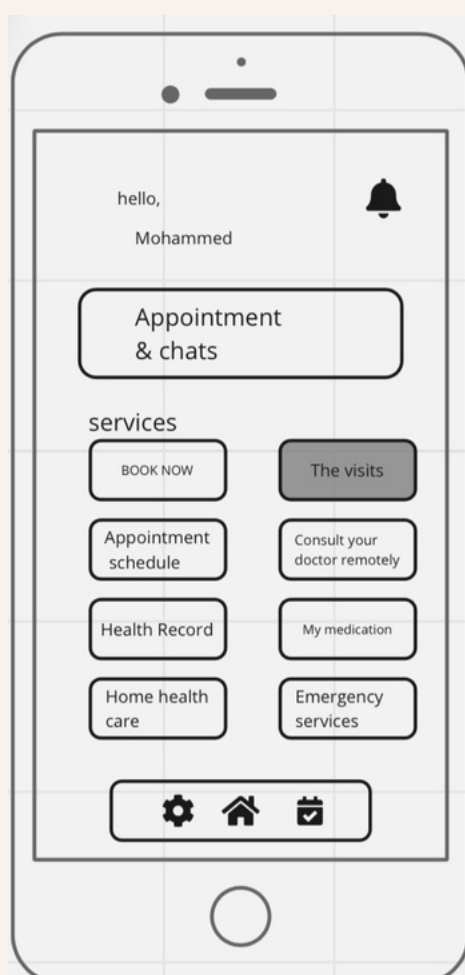 hello,
Mohammed
Appointment
& chats
services
BOOK NOW
The visits
Appointment
schedule
Consult your
doctor remotely
Health Record
My medication
Home health
care
Emergency
services